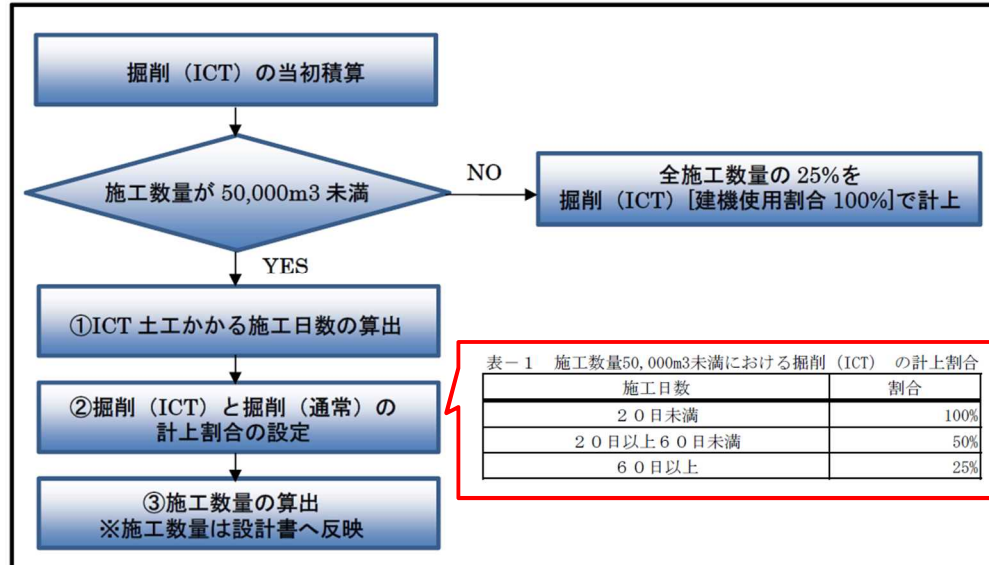 掘削（ICT）の当初積算
施工数量が 50,000m3 未満
NO
全施工数量の 25%を
掘削（ICT）[建機使用割合 100%]で計上
YES
①ICT 土工かかる施工日数の算出
②掘削（ICT）と掘削（通常）の
計上割合の設定
表－１　施工数量50,000m3未満における掘削（ICT）　の計上割合
施工日数　割合
２０日未満　100%
２０日以上６０日未満　50%
６０日以上　25%
③施工数量の算出
※施工数量は設計書へ反映